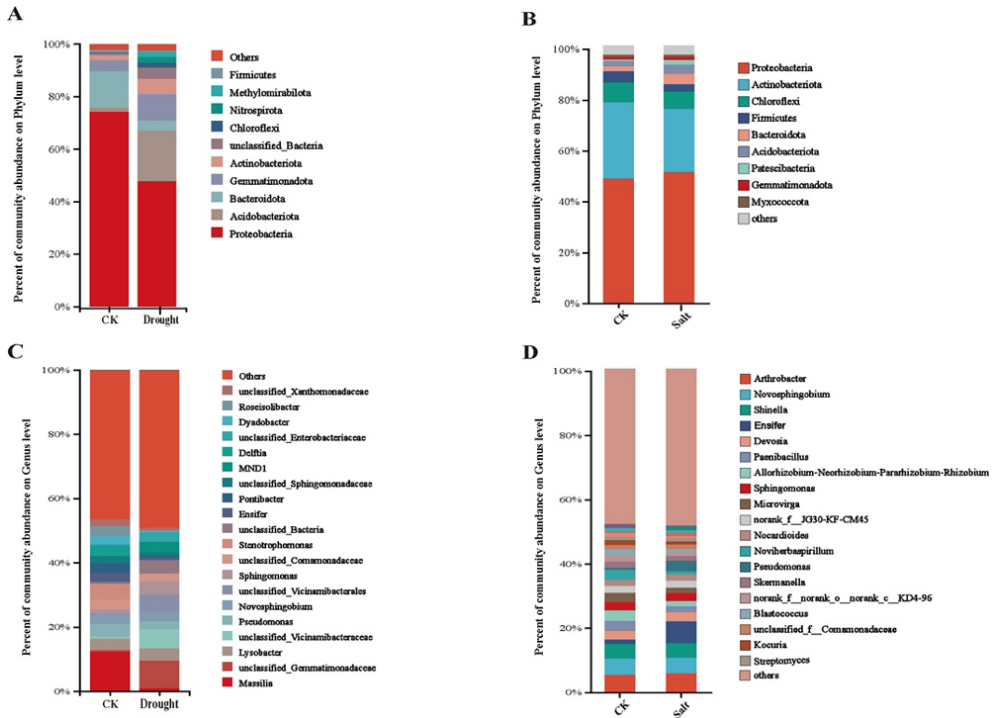 A
Percent of community abundance on Phylum level
100%
80%
60%
40%
20%
0%
CK
Drought
Others
Firmicutes
Methylomirabilota
Nitrospirota
Chloroflexi
unclassified_Bacteria
Actinobacteriota
Gemmatimonadota
Bacteroidota
Acidobacteriota
Proteobacteria
B
Percent of community abundance on Phylum level
100%
80%
60%
40%
20%
0%
CK
Salt
Proteobacteria
Actinobacteriota
Chloroflexi
Firmicutes
Bacteroidota
Acidobacteriota
Patescibacteria
Gemmatimonadota
Myxococcota
others
C
Percent of community abundance on Genus level
100%
80%
60%
40%
20%
0%
CK
Drought
Others
unclassified_Xanthomonadaceae
Roseisolibacter
Dyadobacter
unclassified_Enterobacteriaceae
Delftia
MND1
unclassified_Sphingomonadaceae
Pontibacter
Ensifer
unclassified_Bacteria
Stenotrophomonas
unclassified_Comamonadaceae
Sphingomonas
unclassified_Vicinamibacterales
Novosphingobium
Pseudomonas
unclassified_Vicinamibacteraceae
Lysobacter
unclassified_Gemmatimonadaceae
Massilia
D
Percent of community abundance on Genus level
100%
80%
60%
40%
20%
0%
CK
Salt
Arthrobacter
Novosphingobium
Shinella
Ensifer
Devosia
Paenibacillus
Allorhizobium-Neorhizobium-Pararhizobium-Rhizobium
Sphingomonas
Microvirga
norank_f__JG30-KF-CM45
Nocardioides
Noviherbaspirillum
Pseudomonas
Skermanella
norank_f__norank_o__norank_c__KD4-96
Blastococcus
unclassified_f__Comamonadaceae
Kocuria
Streptomyces
others